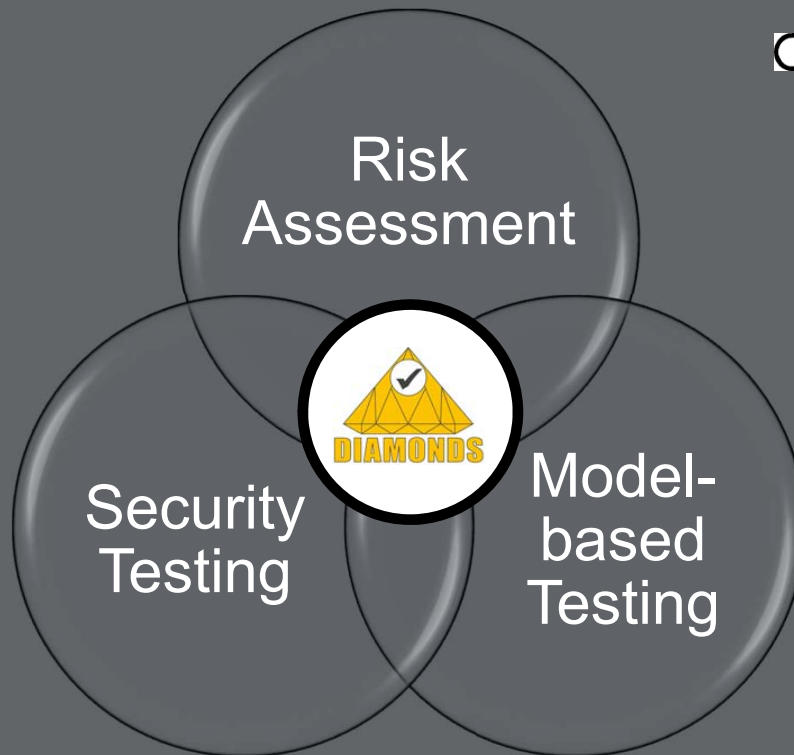 Risk
Assessment
DIAMONDS
Security
Testing
Model-
based
Testing